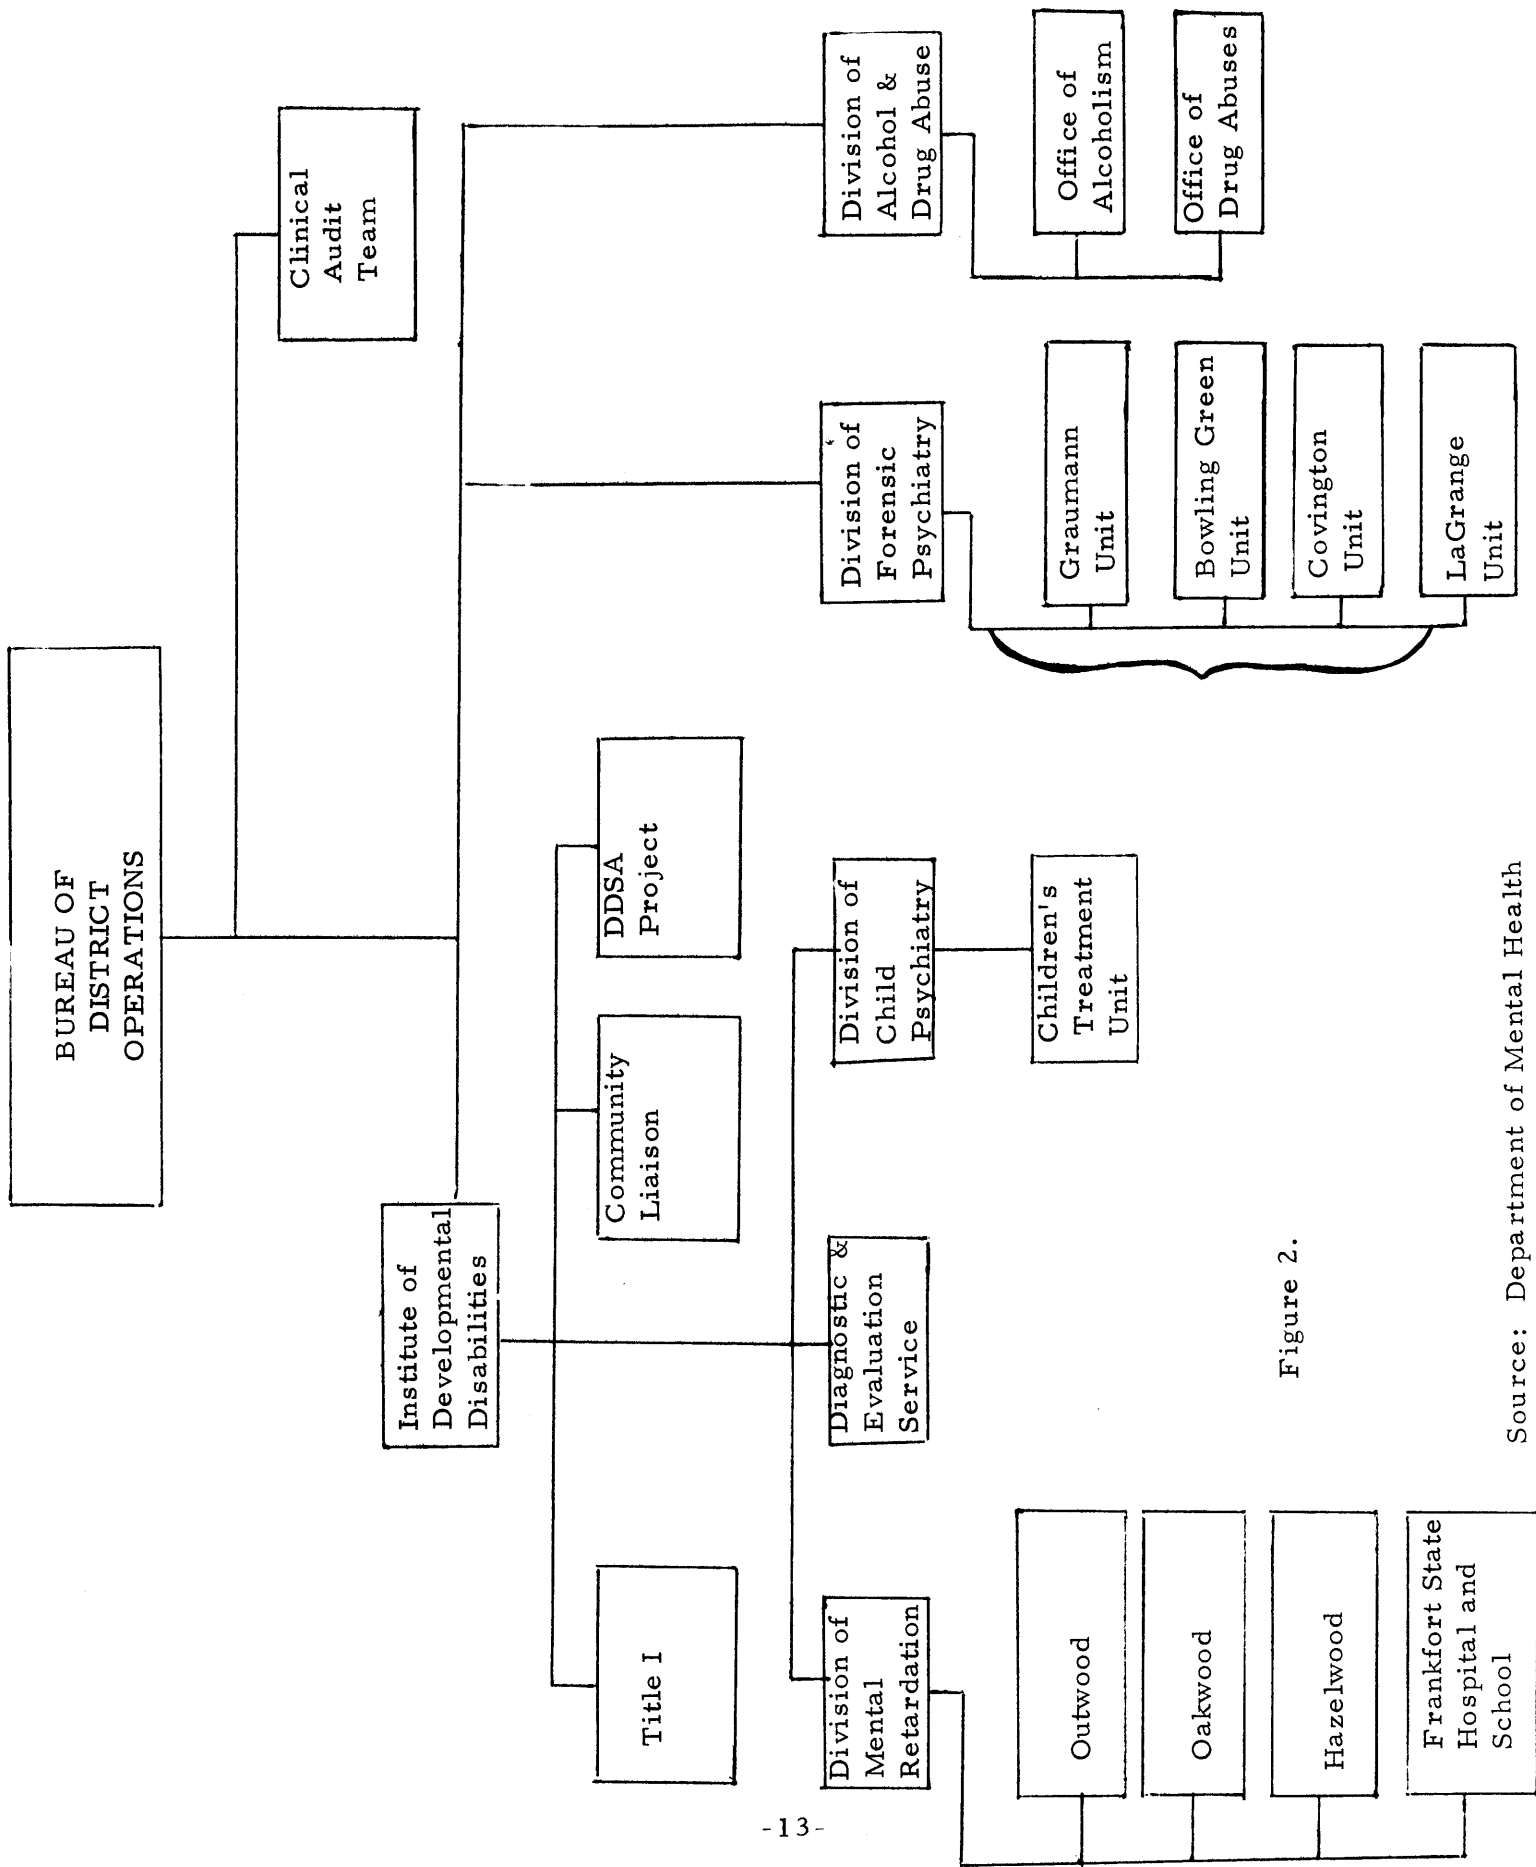 BUREAU OF
DISTRICT
OPERATIONS
Clinical
Audit
Team
Institute of
Developmental
Disabilities
Title I
Community
Liaison
DDSA
Project
Division of
Mental
Retardation
Diagnostic &
Evaluation
Service
Division of
Child
Psychiatry
Division of
Forensic
Psychiatry
Division of
Alcohol &
Drug Abuse
Outwood
Oakwood
Hazelwood
Frankfort State
Hospital and
School
Children's
Treatment
Unit
Graumann
Unit
Bowling Green
Unit
Covington
Unit
LaGrange
Unit
Office of
Alcoholism
Office of
Drug Abuses
Figure 2.
Source: Department of Mental Health
-13-